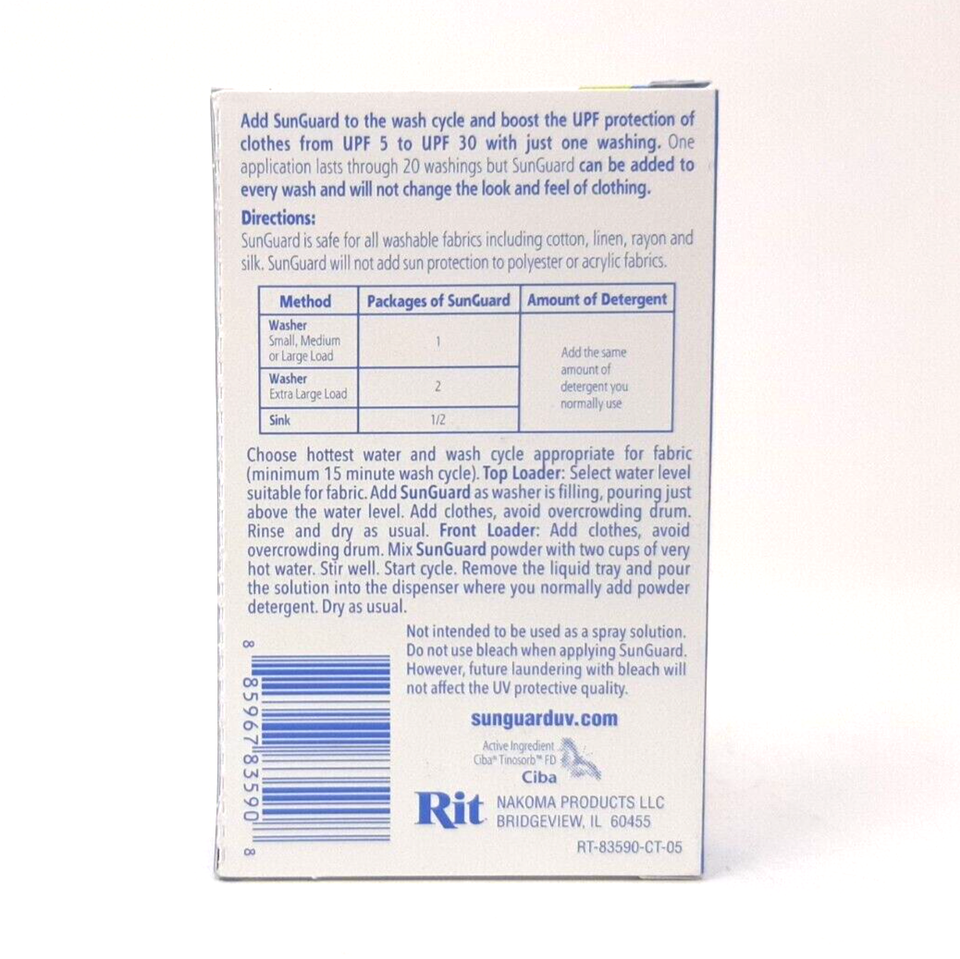 Add SunGuard to the wash cycle and boost the UPF protection of
clothes from UPF 5 to UPF 30 with just one washing. One
application lasts through 20 washings but SunGuard can be added to
every wash and will not change the look and feel of clothing.
Directions:
SunGuard is safe for all washable fabrics including cotton, linen, rayon and
silk. SunGuard will not add sun protection to polyester or acrylic fabrics.
Method Packages of SunGuard Amount of Detergent
Washer
Small, Medium
or Large Load
1
Washer
Extra Large Load
2
Sink
1/2
Add the same
amount of
detergent you
normally use
Choose hottest water and wash cycle appropriate for fabric
(minimum 15 minute wash cycle). Top Loader: Select water level
suitable for fabric. Add SunGuard as washer is filling, pouring just
above the water level. Add clothes, avoid overcrowding drum.
Rinse and dry as usual. Front Loader: Add clothes, avoid
overcrowding drum. Mix SunGuard powder with two cups of very
hot water. Stir well. Start cycle. Remove the liquid tray and pour
the solution into the dispenser where you normally add powder
detergent. Dry as usual.
Not intended to be used as a spray solution.
Do not use bleach when applying SunGuard.
However, future laundering with bleach will
not affect the UV protective quality.
8 85967 83590 8
sunguarduv.com
Active Ingredient
Ciba® Tinosorb™ FD
Ciba
Rit NAKOMA PRODUCTS LLC
BRIDGEVIEW, IL 60455
RT-83590-CT-05